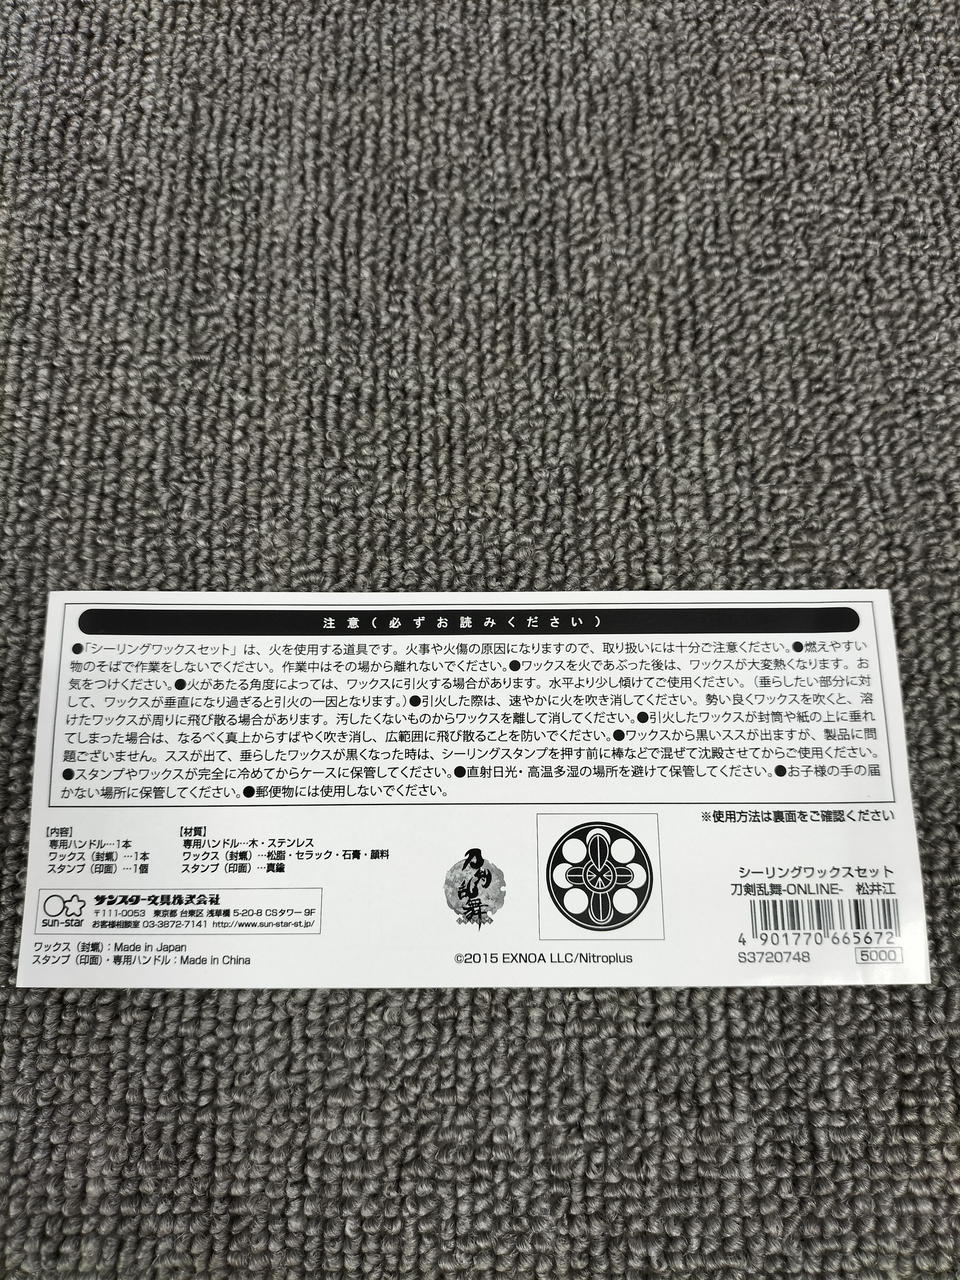 注意(必ずお読みください)
●「シーリングワックスセット」は、火を使用する道具です。火事や火傷の原因になりますので、取り扱いには十分ご注意ください。●燃えやすい
物のそばで作業をしないでください。作業中はその場から離れないでください。●ワックスを火であぶった後は、ワックスが大変熱くなります。お
気をつけください。●火があたる角度によっては、ワックスに引火する場合があります。水平より少し傾けてご使用ください。(垂らしたい部分に対
して、ワックスが垂直になり過ぎると引火の一因となります。)●引火した際は、速やかに火を吹き消してください。勢い良くワックスを吹くと、溶
けたワックスが周りに飛び散る場合があります。汚したくないものからワックスを離して消してください。●引火したワックスが封筒や紙の上に垂れ
てしまった場合は、なるべく真上からすばやく吹き消し、広範囲に飛び散ることを防いでください。●ワックスから黒いススが出ますが、製品に問
題ございません。ススが出て、垂らしたワックスが黒くなった時は、シーリングスタンプを押す前に棒などで混ぜて沈殿させてからご使用ください。
●スタンプやワックスが完全に冷めてからケースに保管してください。●直射日光・高温多湿の場所を避けて保管してください。●お子様の手の届
かない場所に保管してください。●郵便物には使用しないでください。
※使用方法は裏面をご確認ください
【内容】
専用ハンドル…1本
ワックス(封蝋)…1本
スタンプ(印面)…1個
【材質】
専用ハンドル…木・ステンレス
ワックス(封蝋)…松脂・セラック・石膏・顔料
スタンプ(印面)…真鍮
sun-star
サンスター文具株式会社
〒111-0053 東京都 台東区 浅草橋 5-20-8 CSタワー 9F
お客様相談室 03-3872-7141 http://www.sun-star-st.jp/
ワックス(封蝋):Made in Japan
スタンプ(印面)・専用ハンドル:Made in China
刀剣乱舞
©2015 EXNOA LLC/Nitroplus
シーリングワックスセット
刀剣乱舞-ONLINE- 松井江
4 901770 665672
S3720748 5000